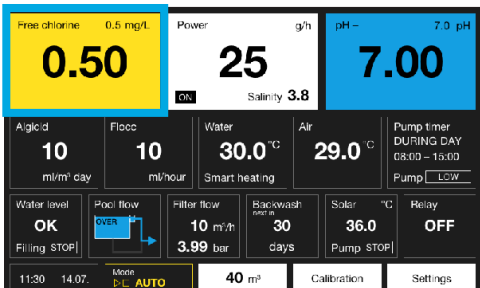 Free chlorine 0.5 mg/L Power g/h pH – 7.0 pH
0.50 25 7.00
ON Salinity 3.8
Algicid Flocc Water Air Pump timer
DURING DAY
10 10 30.0 °C 29.0 °C 08:00 – 15:00
ml/m³ day ml/hour Smart heating Pump LOW
Water level Pool flow Filter flow Backwash Solar °C Relay
next in
OK OVER 10 m³/h 30 36.0 OFF
Filling STOP 3.99 bar days Pump STOP
11:30 14.07. Mode AUTO 40 m³ Calibration Settings